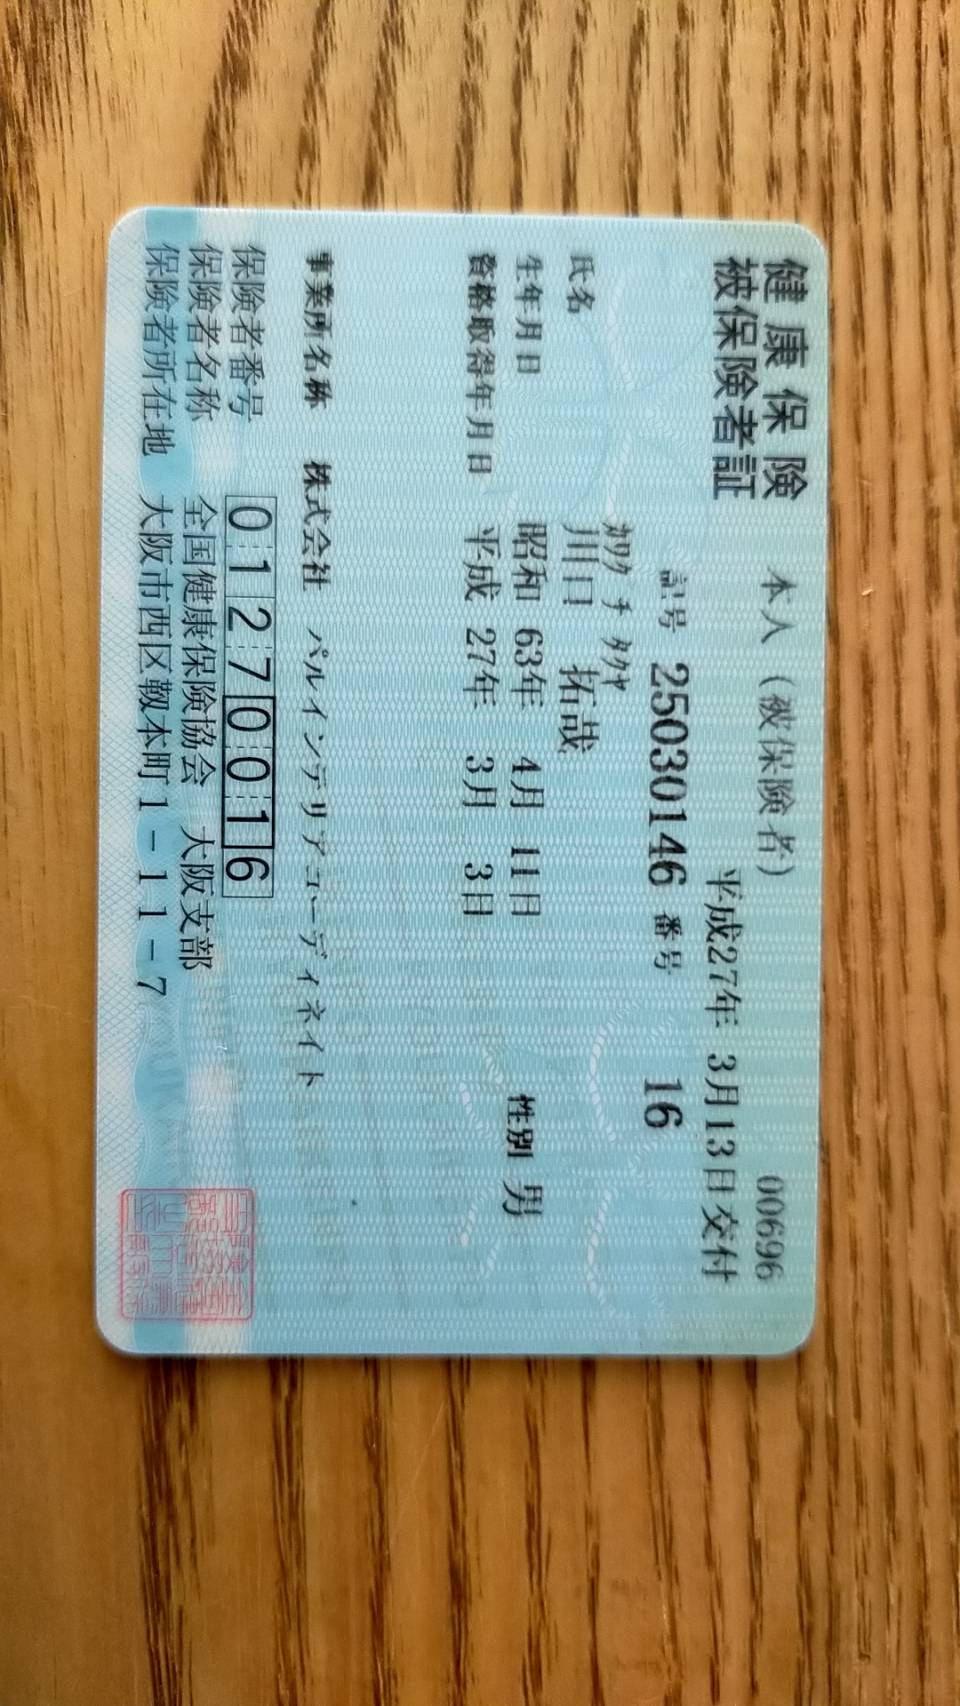 健康保険 本人（被保険者） 00696
被保険者証 平成27年 3月13日 交付
記号 25030146 番号 16
ｶﾜｸﾞﾁ ﾀｸﾔ
氏名 川口 拓哉
生年月日 昭和 63年 4月 11日 性別 男
資格取得年月日 平成 27年 3月 3日
事業所名称 株式会社 パルインテリアコーディネイト
保険者番号 01270016
保険者名称 全国健康保険協会 大阪支部
保険者所在地 大阪市西区靱本町1-11-7